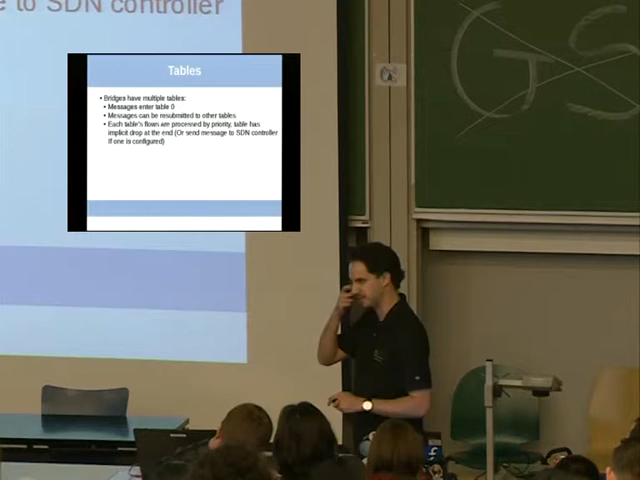 e to SDN controller
Tables
• Bridges have multiple tables:
• Messages enter table 0
• Messages can be resubmitted to other tables
• Each table's flows are processed by priority, table has
implicit drop at the end (Or send message to SDN controller
If one is configured)
GS